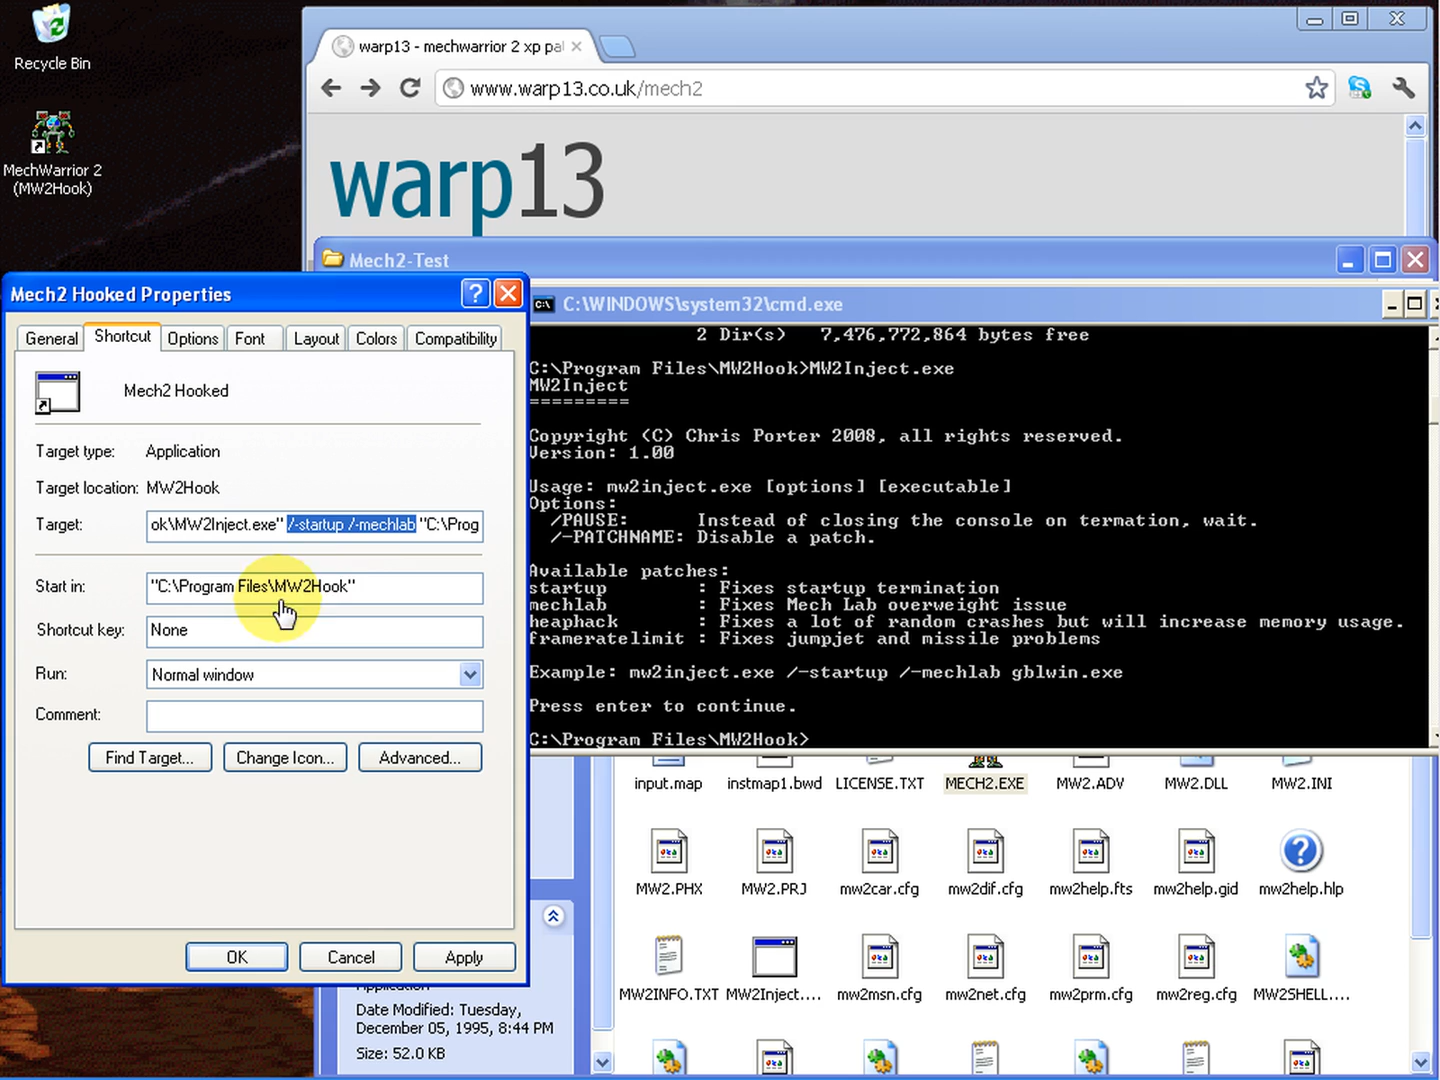 Recycle Bin
MechWarrior 2
(MW2Hook)
warp13 - mechwarrior 2 xp pa
www.warp13.co.uk/mech2
warp13
Mech2-Test
Mech2 Hooked Properties
General
Shortcut
Options
Font
Layout
Colors
Compatibility
Mech2 Hooked
Target type: Application
Target location: MW2Hook
Target: ok\MW2Inject.exe" /-startup /-mechlab "C:\Prog
Start in: "C:\Program Files\MW2Hook"
Shortcut key: None
Run: Normal window
Comment:
Find Target...
Change Icon...
Advanced...
OK
Cancel
Apply
C:\WINDOWS\system32\cmd.exe
2 Dir(s) 7,476,772,864 bytes free
C:\Program Files\MW2Hook>MW2Inject.exe
MW2Inject
=========
Copyright (C) Chris Porter 2008, all rights reserved.
Version: 1.00
Usage: mw2inject.exe [options] [executable]
Options:
/PAUSE: Instead of closing the console on termation, wait.
/-PATCHNAME: Disable a patch.
Available patches:
startup : Fixes startup termination
mechlab : Fixes Mech Lab overweight issue
heaphack : Fixes a lot of random crashes but will increase memory usage.
frameratelimit : Fixes jumpjet and missile problems
Example: mw2inject.exe /-startup /-mechlab gblwin.exe
Press enter to continue.
C:\Program Files\MW2Hook>
input.map
instmap1.bwd
LICENSE.TXT
MECH2.EXE
MW2.ADV
MW2.DLL
MW2.INI
MW2.PHX
MW2.PRJ
mw2car.cfg
mw2dif.cfg
mw2help.fts
mw2help.gid
mw2help.hlp
MW2INFO.TXT
MW2Inject....
mw2msn.cfg
mw2net.cfg
mw2prm.cfg
mw2reg.cfg
MW2SHELL....
Application
Date Modified: Tuesday,
December 05, 1995, 8:44 PM
Size: 52.0 KB